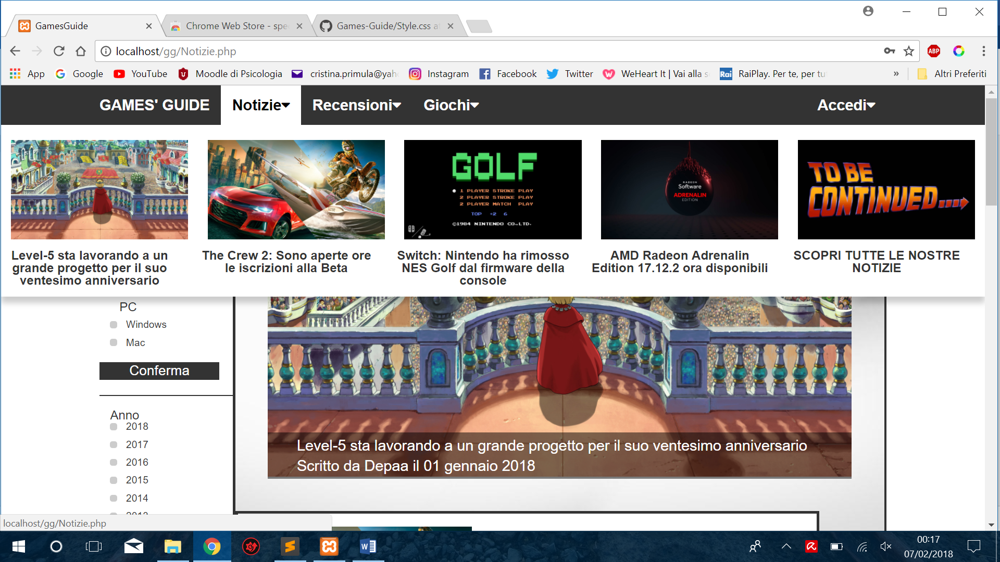 GamesGuide
Chrome Web Store - spe
Games-Guide/Style.css at
localhost/gg/Notizie.php
ABP
App
Google
YouTube
Moodle di Psicologia
cristina.primula@yah
Instagram
Facebook
Twitter
WeHeart It | Vai alla s
Rai
RaiPlay. Per te, per tu
»
Altri Preferiti
GAMES' GUIDE
Notizie
Recensioni
Giochi
Accedi
GOLF
1 PLAYER STROKE PLAY
2 PLAYER STROKE PLAY
2 PLAYER MATCH PLAY
TOP +2 6
©1984 NINTENDO CO.,LTD.
RADEON
Software
ADRENALIN
EDITION
TO BE
CONTINUED....
Level-5 sta lavorando a un
grande progetto per il suo
ventesimo anniversario
The Crew 2: Sono aperte ore
le iscrizioni alla Beta
Switch: Nintendo ha rimosso
NES Golf dal firmware della
console
AMD Radeon Adrenalin
Edition 17.12.2 ora disponibili
SCOPRI TUTTE LE NOSTRE
NOTIZIE
PC
Windows
Mac
Conferma
Anno
2018
2017
2016
2015
2014
2013
Level-5 sta lavorando a un grande progetto per il suo ventesimo anniversario
Scritto da Depaa il 01 gennaio 2018
localhost/gg/Notizie.php
00:17
07/02/2018